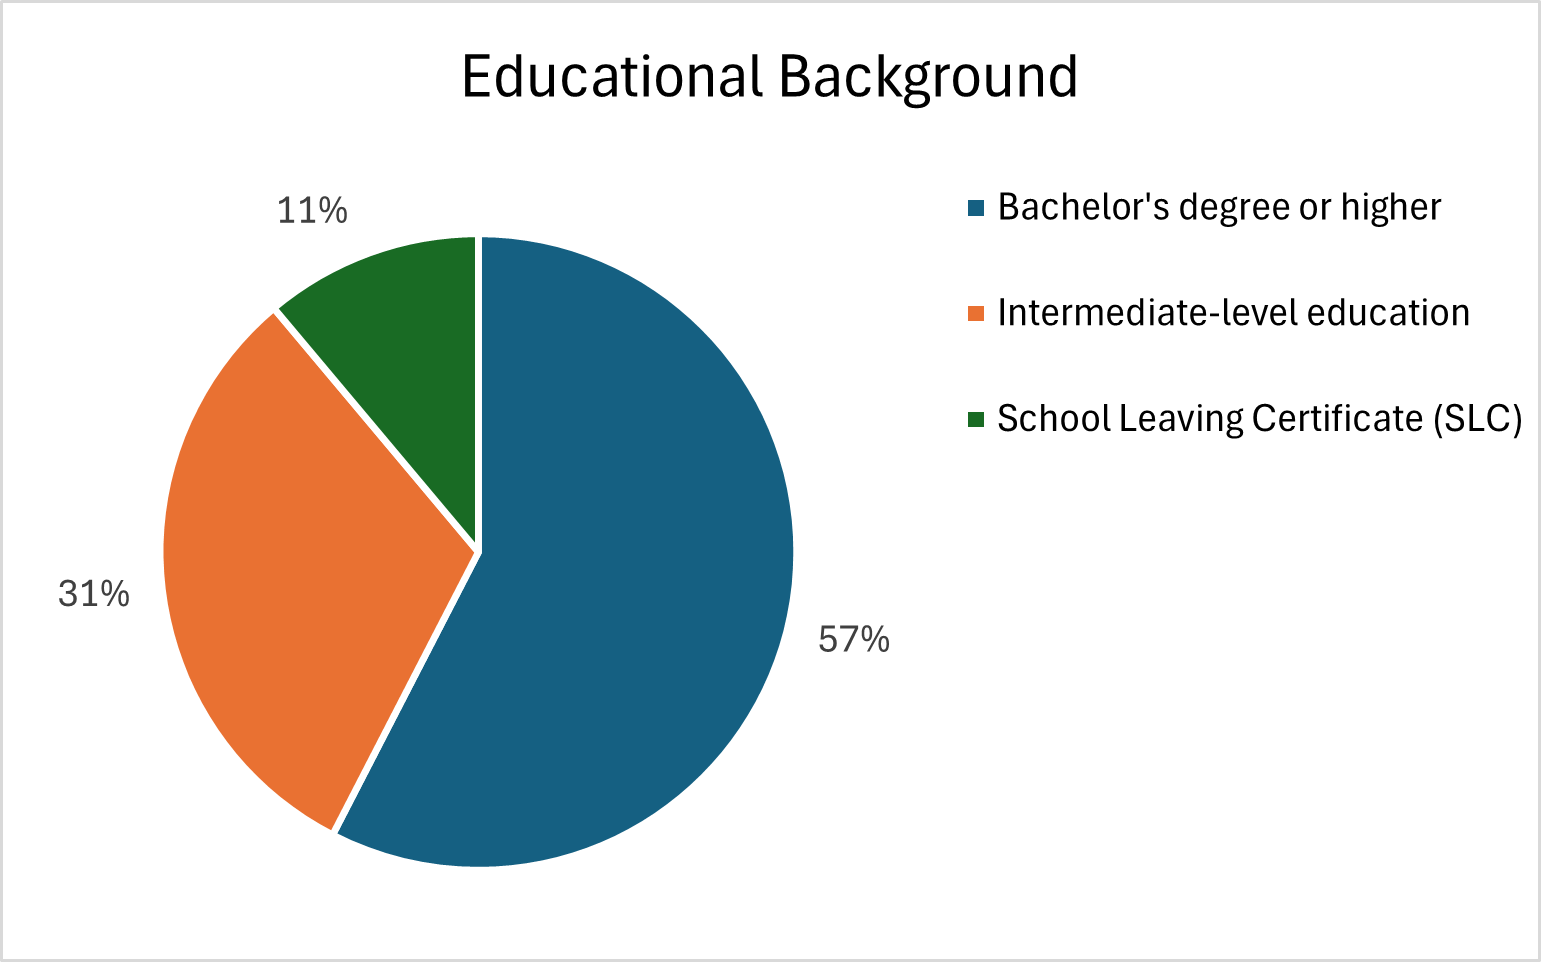 Educational Background
11%
31%
57%
Bachelor's degree or higher
Intermediate-level education
School Leaving Certificate (SLC)